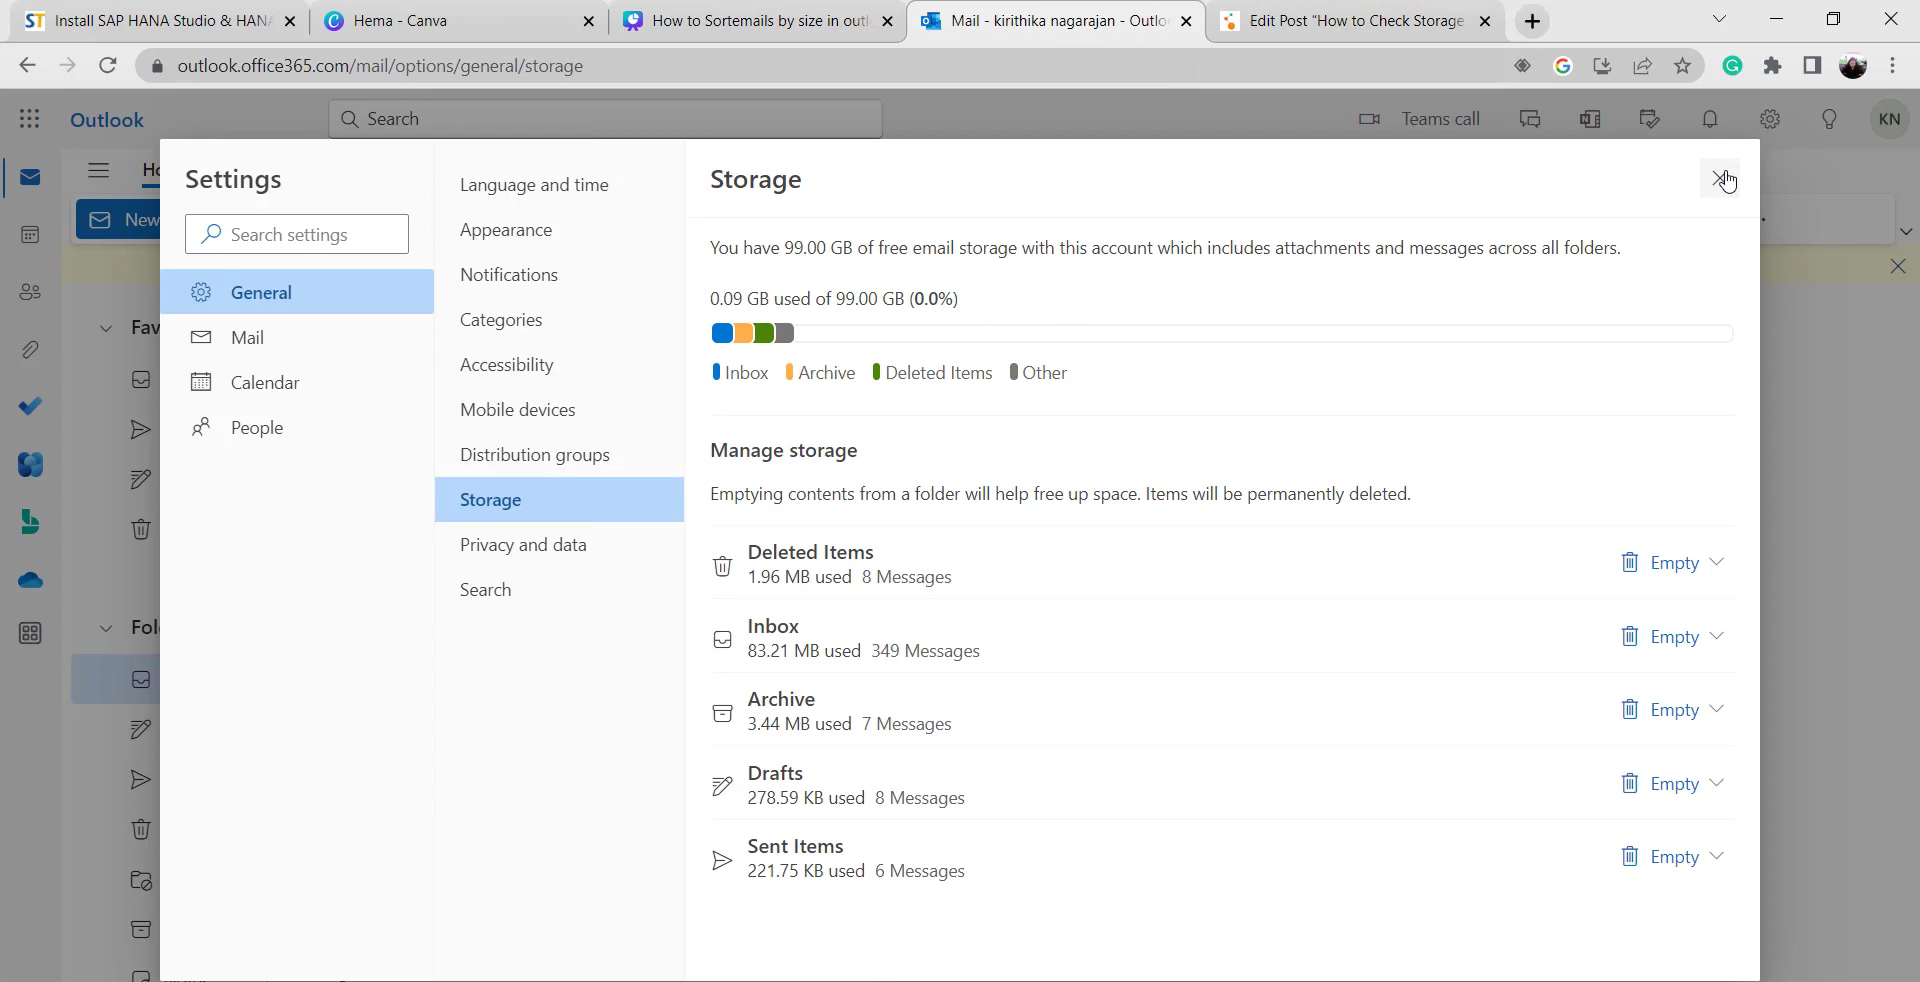 Install SAP HANA Studio & HANA
Hema - Canva
How to Sortemails by size in outl
Mail - kirithika nagarajan - Outlo
Edit Post "How to Check Storage
outlook.office365.com/mail/options/general/storage
Outlook
Search
Teams call
KN
Ho
New
Fav
Fol
Settings
Search settings
General
Mail
Calendar
People
Language and time
Appearance
Notifications
Categories
Accessibility
Mobile devices
Distribution groups
Storage
Privacy and data
Search
Storage
You have 99.00 GB of free email storage with this account which includes attachments and messages across all folders.
0.09 GB used of 99.00 GB (0.0%)
Inbox Archive Deleted Items Other
Manage storage
Emptying contents from a folder will help free up space. Items will be permanently deleted.
Deleted Items
1.96 MB used 8 Messages
Empty
Inbox
83.21 MB used 349 Messages
Empty
Archive
3.44 MB used 7 Messages
Empty
Drafts
278.59 KB used 8 Messages
Empty
Sent Items
221.75 KB used 6 Messages
Empty